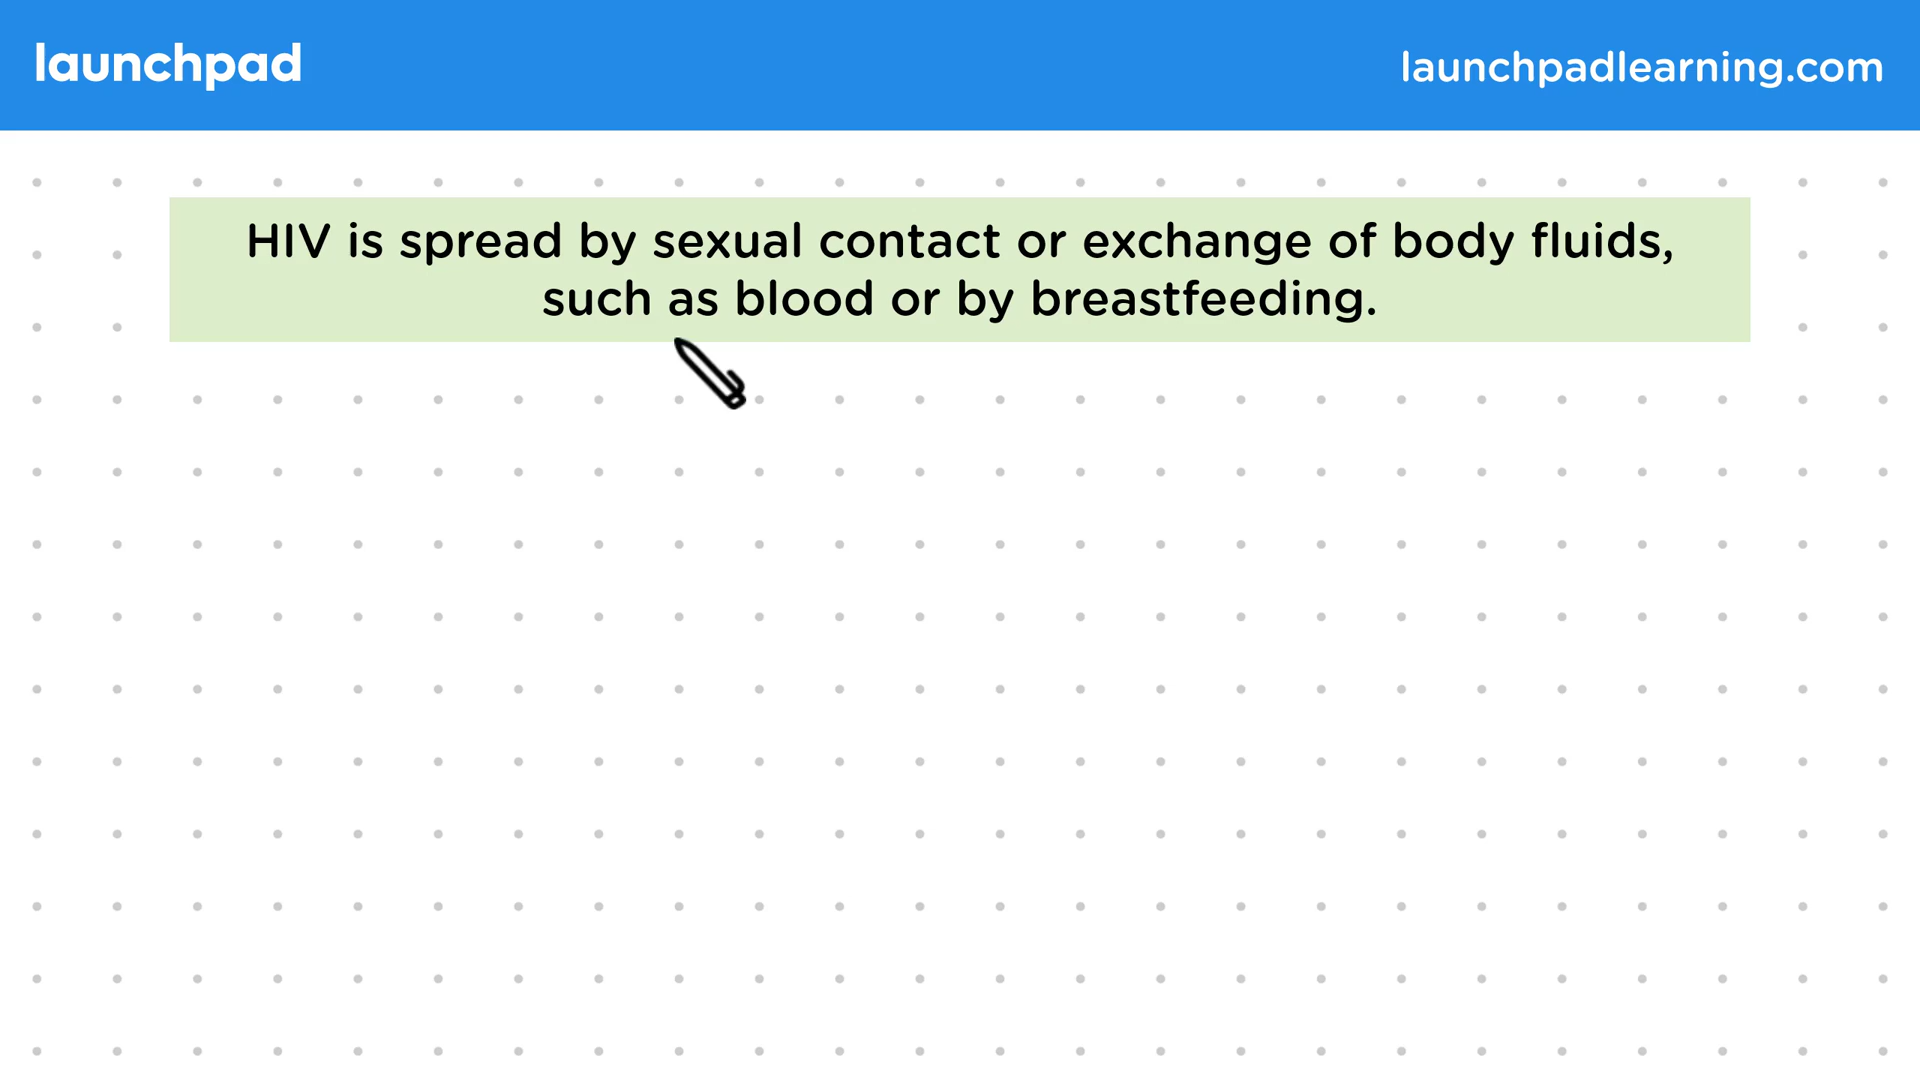 launchpad
launchpadlearning.com
HIV is spread by sexual contact or exchange of body fluids,
such as blood or by breastfeeding.